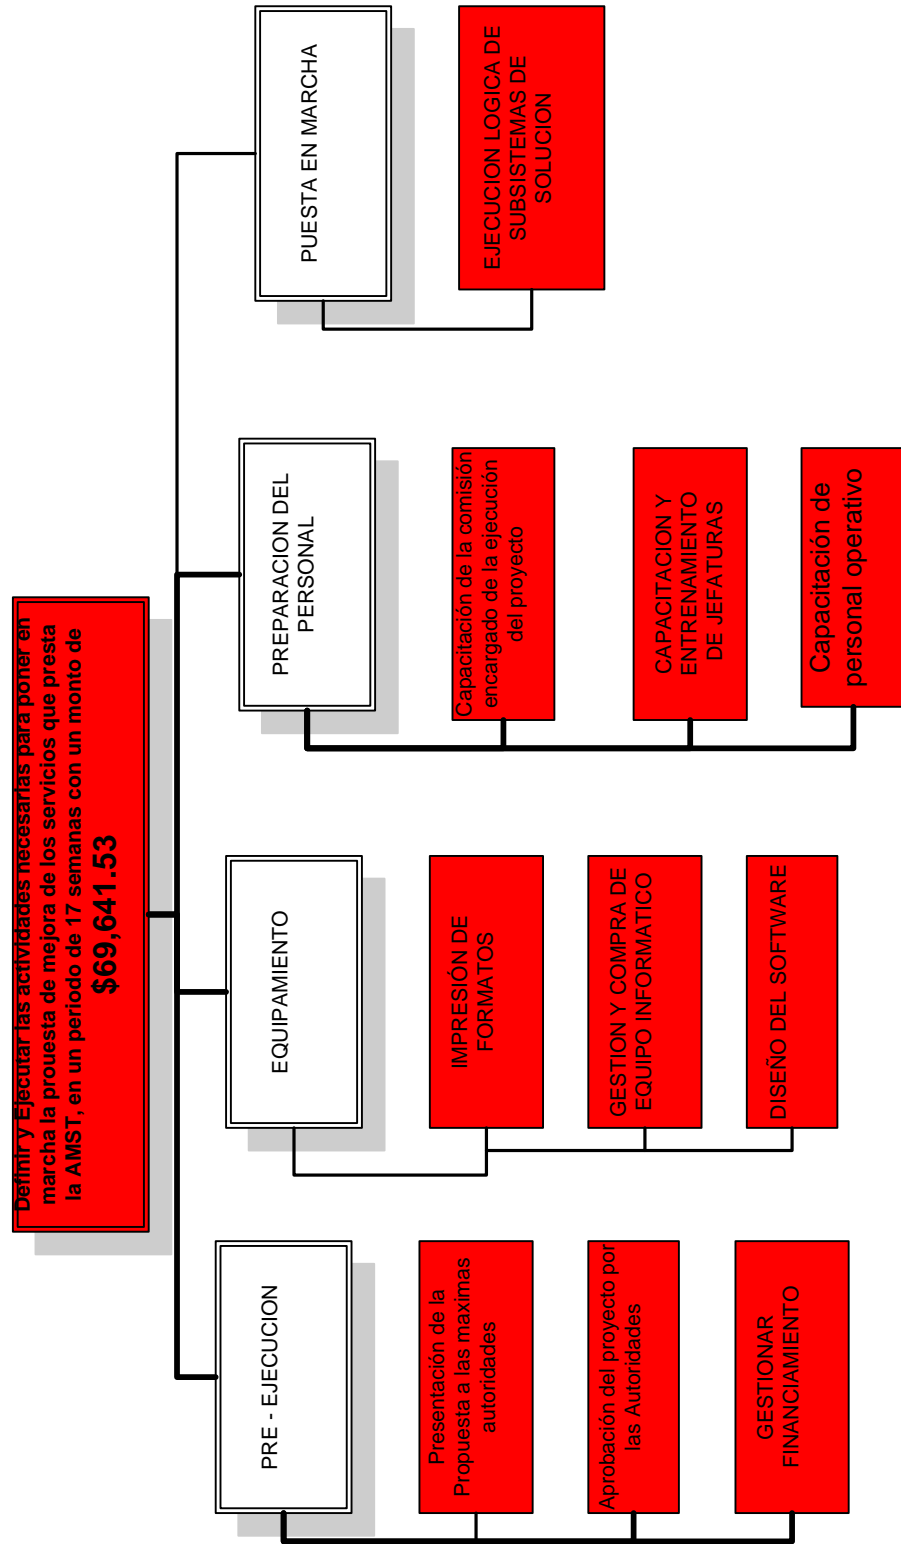 Definir y Ejecutar las actividades necesarias para poner en
marcha la prouesta de mejora de los servicios que presta
la AMST, en un periodo de 17 semanas con un monto de
$69,641.53
PRE - EJECUCION
Presentación de la
Propuesta a las maximas
autoridades
Aprobación del proyecto por
las Autoridades
GESTIONAR
FINANCIAMIENTO
EQUIPAMIENTO
IMPRESIÓN DE
FORMATOS
GESTION Y COMPRA DE
EQUIPO INFORMATICO
DISEÑO DEL SOFTWARE
PREPARACION DEL
PERSONAL
Capacitación de la comisión
encargado de la ejecución
del proyecto
CAPACITACION Y
ENTRENAMIENTO
DE JEFATURAS
Capacitación de
personal operativo
PUESTA EN MARCHA
EJECUCION LOGICA DE
SUBSISTEMAS DE
SOLUCION